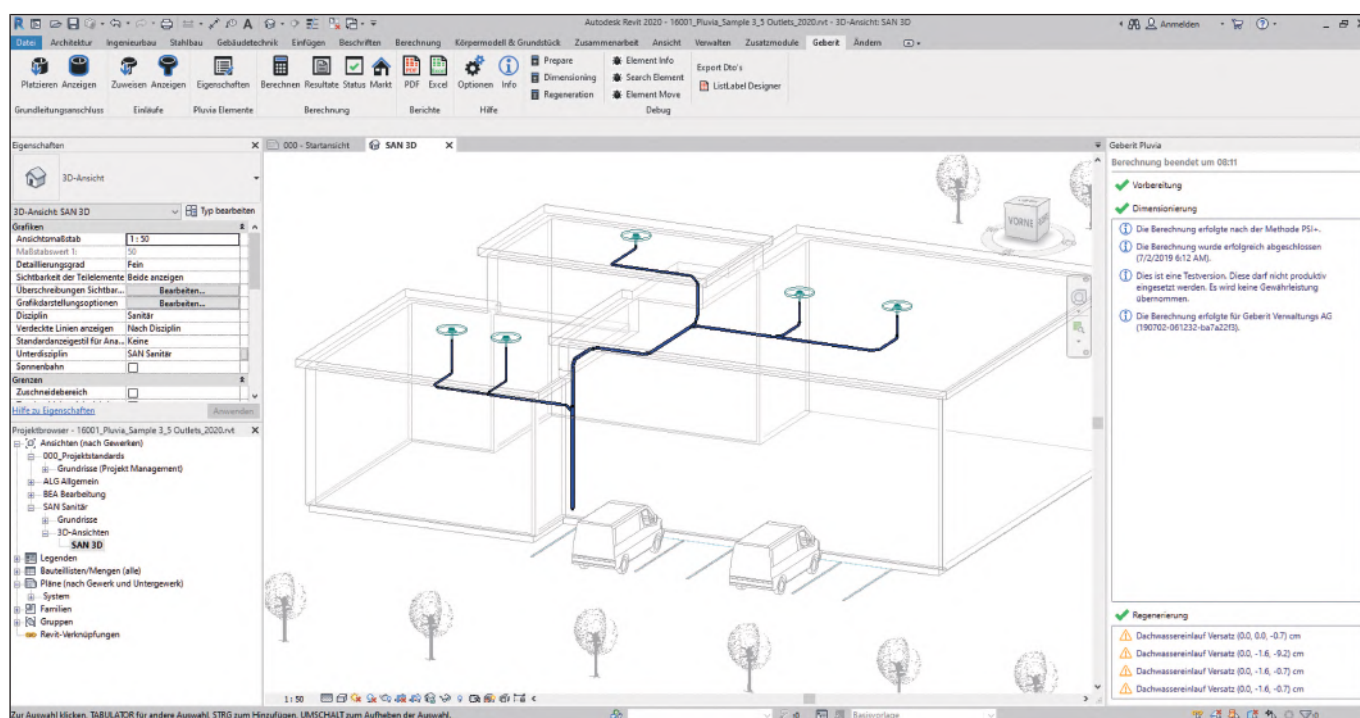 Autodesk Revit 2020 - 16001_Pluvia_Sample 3_5 Outlets_2020.rvt - 3D-Ansicht: SAN 3D
Anmelden
Datei Architektur Ingenieurbau Stahlbau Gebäudetechnik Einfügen Beschriften Berechnung Körpermodell & Grundstück Zusammenarbeit Ansicht Verwalten Zusatzmodule Geberit Ändern
Platzieren Anzeigen Zuweisen Anzeigen Eigenschaften Berechnen Resultate Status Markt PDF Excel Optionen Info
Prepare
Dimensioning
Regeneration
Element Info
Search Element
Element Move
Export Dto's
ListLabel Designer
Grundleitungsanschluss Einläufe Pluvia Elemente Berechnung Berichte Hilfe Debug
Eigenschaften
3D-Ansicht
3D-Ansicht: SAN 3D Typ bearbeiten
Grafiken
Ansichtsmaßstab 1 : 50
Maßstabswert 1: 50
Detaillierungsgrad Fein
Sichtbarkeit der Teilelemente Beide anzeigen
Überschreibungen Sichtbar... Bearbeiten...
Grafikdarstellungsoptionen Bearbeiten...
Disziplin Sanitär
Verdeckte Linien anzeigen Nach Disziplin
Standardanzeigestil für Ana... Keine
Unterdisziplin SAN Sanitär
Sonnenbahn
Grenzen
Zuschneidebereich
Hilfe zu Eigenschaften Anwenden
Projektbrowser - 16001_Pluvia_Sample 3_5 Outlets_2020.rvt
Ansichten (nach Gewerken)
000_Projektstandards
Grundrisse (Projekt Management)
ALG Allgemein
BEA Bearbeitung
SAN Sanitär
Grundrisse
3D-Ansichten
SAN 3D
Legenden
Bauteillisten/Mengen (alle)
Pläne (nach Gewerk und Untergewerk)
System
Familien
Gruppen
Revit-Verknüpfungen
000 - Startansicht SAN 3D
VORNE
1 : 50
Geberit Pluvia
Berechnung beendet um 08:11
Vorbereitung
Dimensionierung
Die Berechnung erfolgte nach der Methode PSI+.
Die Berechnung wurde erfolgreich abgeschlossen
(7/2/2019 6:12 AM).
Dies ist eine Testversion. Diese darf nicht produktiv
eingesetzt werden. Es wird keine Gewährleistung
übernommen.
Die Berechnung erfolgte für Geberit Verwaltungs AG
(190702-061232-ba7a22f3).
Regenerierung
Dachwassereinlauf Versatz (0.0, 0.0, -0.7) cm
Dachwassereinlauf Versatz (0.0, -1.6, -9.2) cm
Dachwassereinlauf Versatz (0.0, -1.6, -0.7) cm
Dachwassereinlauf Versatz (0.0, -1.6, -0.7) cm
Zur Auswahl klicken, TABULATOR für andere Auswahl, STRG zum Hinzufügen, UMSCHALT zum Aufheben der Auswahl.
Basisvorlage